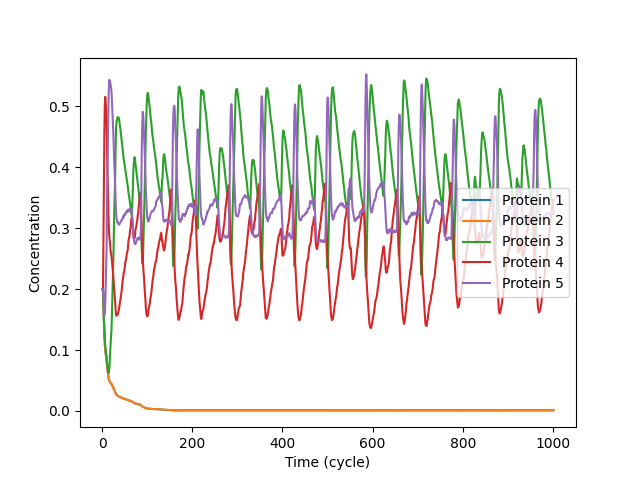 Concentration
0.5
0.4
0.3
0.2
0.1
0.0
Protein 1
Protein 2
Protein 3
Protein 4
Protein 5
0 200 400 600 800 1000
Time (cycle)